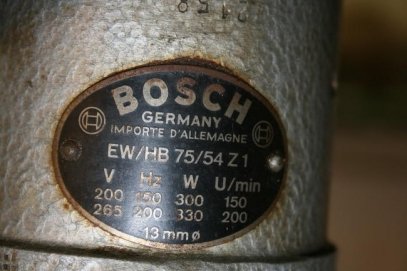 BOSCH
GERMANY
IMPORTE D'ALLEMAGNE
EW/HB 75/54 Z1
V Hz W U/min
200 150 300 150
265 200 330 200
13 mm ø